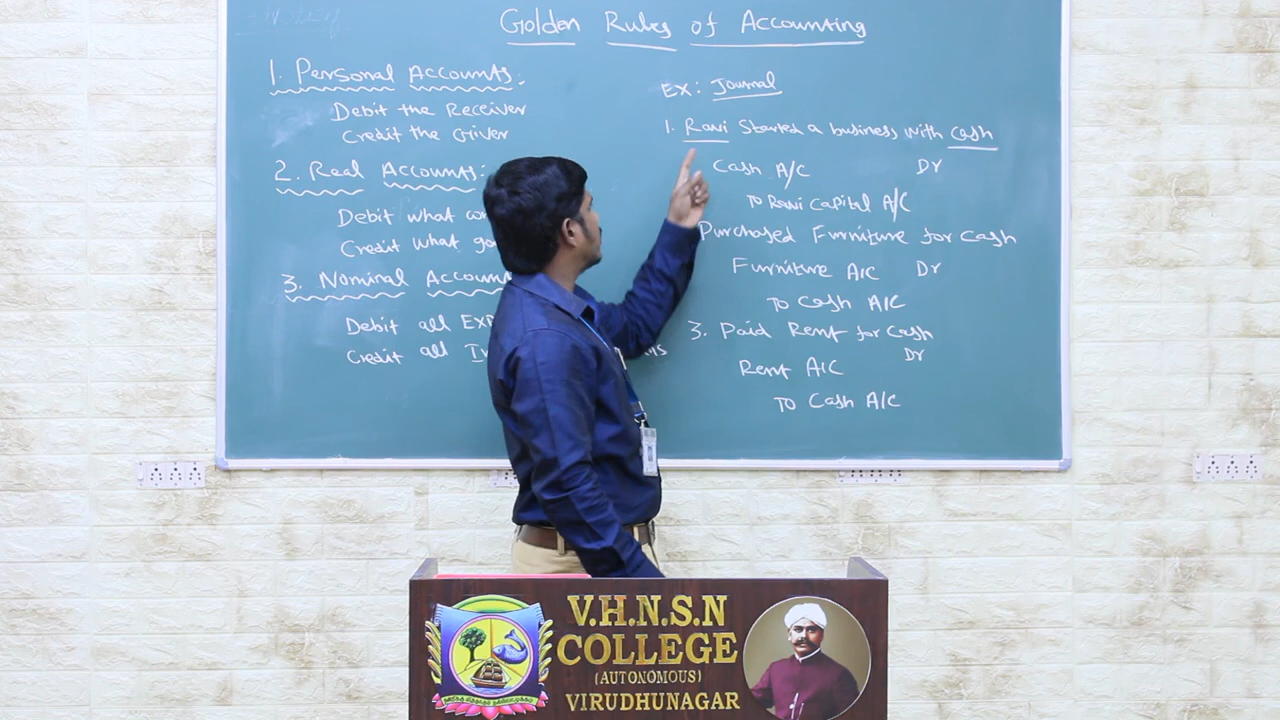 Golden Rules of Accounting
1. Personal Accounts:
Debit the Receiver
Credit the Giver
2. Real Accounts:
Debit what
Credit what
3. Nominal Account
Debit all
Credit all
EX: Journal
1. Ravi Started a business with Cash
Cash A/C Dr
To Ravi Capital A/C
Purchased Furniture for Cash
Furniture A/C Dr
To Cash A/C
3. Paid Rent for Cash
Rent A/C Dr
To Cash A/C
V.H.N.S.N
COLLEGE
(AUTONOMOUS)
VIRUDHUNAGAR